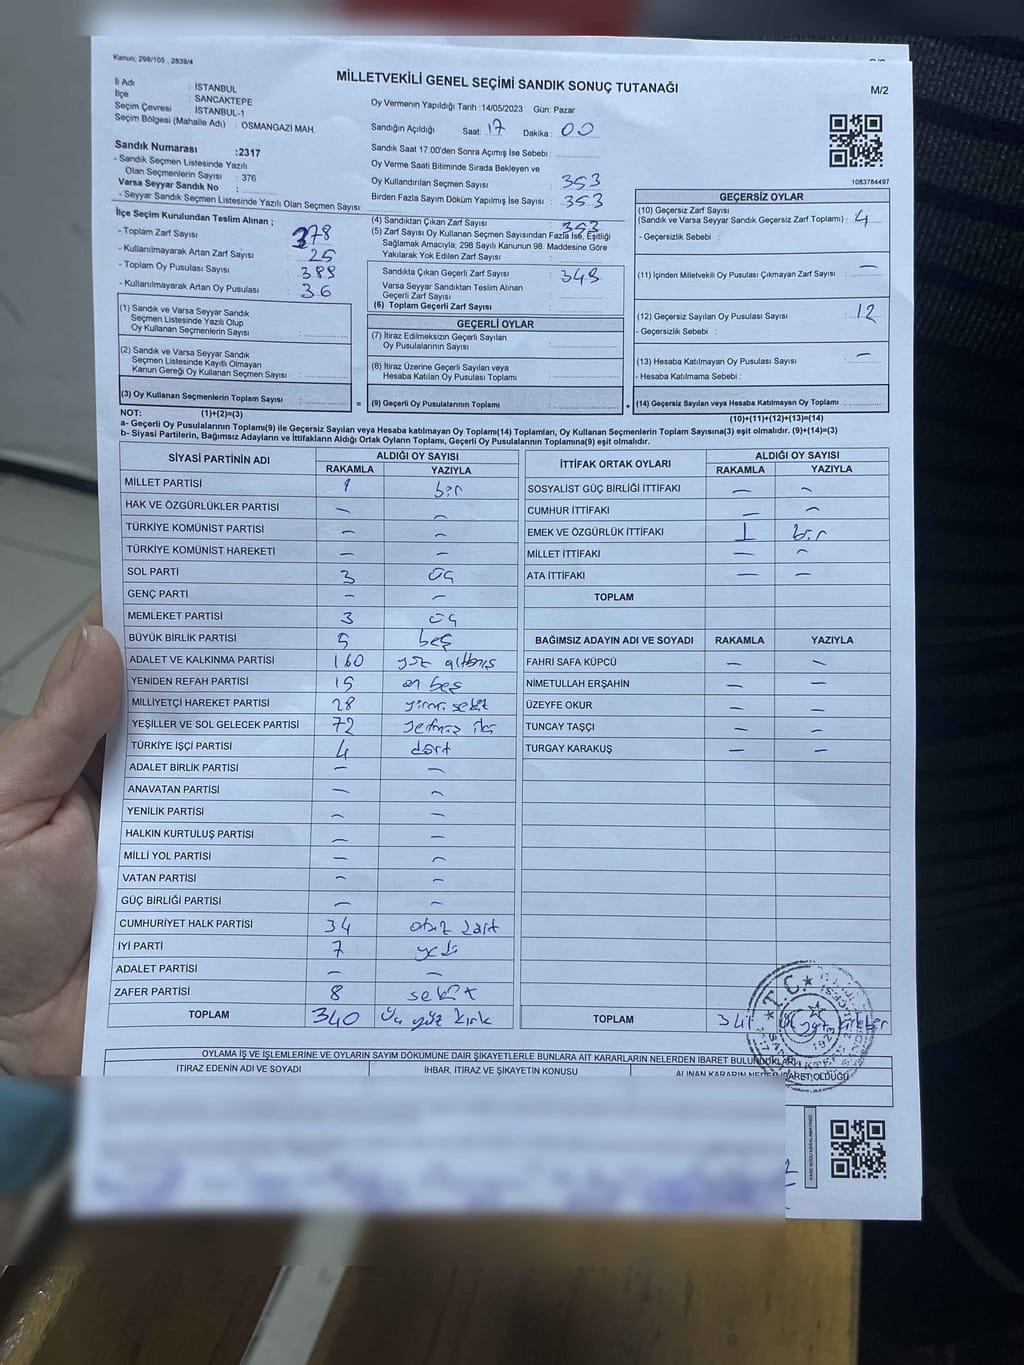 Kanun; 298/105 , 2839/4
MİLLETVEKİLİ GENEL SEÇİMİ SANDIK SONUÇ TUTANAĞI
M/2
İl Adı : İSTANBUL
İlçe : SANCAKTEPE
Seçim Çevresi : İSTANBUL-1
Seçim Bölgesi (Mahalle Adı) : OSMANGAZİ MAH.
Oy Vermenin Yapıldığı Tarih :14/05/2023 Gün: Pazar
Sandığın Açıldığı Saat: 17 Dakika : 00
Sandık Saat 17:00'den Sonra Açımış İse Sebebi :
Oy Verme Saati Bitiminde Sırada Bekleyen ve
Oy Kullandırılan Seçmen Sayısı : 353
Birden Fazla Sayım Döküm Yapılmış İse Sayısı : 353
Sandık Numarası :2317
- Sandık Seçmen Listesinde Yazılı
Olan Seçmenlerin Sayısı : 376
Varsa Seyyar Sandık No :
- Seyyar Sandık Seçmen Listesinde Yazılı Olan Seçmen Sayısı:
1083784497
İlçe Seçim Kurulundan Teslim Alınan ;
- Toplam Zarf Sayısı : 378
- Kullanılmayarak Artan Zarf Sayısı : 25
- Toplam Oy Pusulası Sayısı : 389
- Kullanılmayarak Artan Oy Pusulası : 36
(4) Sandıktan Çıkan Zarf Sayısı : 353
(5) Zarf Sayısı Oy Kullanan Seçmen Sayısından Fazla İse, Eşitliği
Sağlamak Amacıyla; 298 Sayılı Kanunun 98. Maddesine Göre
Yakılarak Yok Edilen Zarf Sayısı :
Sandıkta Çıkan Geçerli Zarf Sayısı : 349
Varsa Seyyar Sandıktan Teslim Alınan
Geçerli Zarf Sayısı :
(6) Toplam Geçerli Zarf Sayısı
GEÇERSİZ OYLAR
(10) Geçersiz Zarf Sayısı
(Sandık ve Varsa Seyyar Sandık Geçersiz Zarf Toplamı) : 4
- Geçersizlik Sebebi :
(11) İçinden Milletvekili Oy Pusulası Çıkmayan Zarf Sayısı : —
(12) Geçersiz Sayılan Oy Pusulası Sayısı : 12
- Geçersizlik Sebebi :
(13) Hesaba Katılmayan Oy Pusulası Sayısı : —
- Hesaba Katılmama Sebebi :
(14) Geçersiz Sayılan veya Hesaba Katılmayan Oy Toplamı :
(1) Sandık ve Varsa Seyyar Sandık
Seçmen Listesinde Yazılı Olup
Oy Kullanan Seçmenlerin Sayısı :
(2) Sandık ve Varsa Seyyar Sandık
Seçmen Listesinde Kayıtlı Olmayan
Kanun Gereği Oy Kullanan Seçmen Sayısı :
(3) Oy Kullanan Seçmenlerin Toplam Sayısı : =
GEÇERLİ OYLAR
(7) İtiraz Edilmeksizin Geçerli Sayılan
Oy Pusulalarının Sayısı :
(8) İtiraz Üzerine Geçerli Sayılan veya
Hesaba Katılan Oy Pusulası Toplamı :
(9) Geçerli Oy Pusulalarının Toplamı : +
NOT: (1)+(2)=(3)
(10)+(11)+(12)+(13)=(14)
a- Geçerli Oy Pusulalarının Toplamı(9) ile Geçersiz Sayılan veya Hesaba katılmayan Oy Toplamı(14) Toplamları, Oy Kullanan Seçmenlerin Toplam Sayısına(3) eşit olmalıdır. (9)+(14)=(3)
b- Siyasi Partilerin, Bağımsız Adayların ve İttifakların Aldığı Ortak Oyların Toplamı, Geçerli Oy Pusulalarının Toplamına(9) eşit olmalıdır.
SİYASİ PARTİNİN ADI ALDIĞI OY SAYISI
RAKAMLA YAZIYLA
MİLLET PARTİSİ 1 bir
HAK VE ÖZGÜRLÜKLER PARTİSİ — —
TÜRKİYE KOMÜNİST PARTİSİ — —
TÜRKİYE KOMÜNİST HAREKETİ — —
SOL PARTİ 3 üç
GENÇ PARTİ — —
MEMLEKET PARTİSİ 3 üç
BÜYÜK BİRLİK PARTİSİ 5 beş
ADALET VE KALKINMA PARTİSİ 160 yüz altmış
YENİDEN REFAH PARTİSİ 15 on beş
MİLLİYETÇİ HAREKET PARTİSİ 28 yirmi sekiz
YEŞİLLER VE SOL GELECEK PARTİSİ 72 yetmiş iki
TÜRKİYE İŞÇİ PARTİSİ 4 dört
ADALET BİRLİK PARTİSİ — —
ANAVATAN PARTİSİ — —
YENİLİK PARTİSİ — —
HALKIN KURTULUŞ PARTİSİ — —
MİLLİ YOL PARTİSİ — —
VATAN PARTİSİ — —
GÜÇ BİRLİĞİ PARTİSİ — —
CUMHURİYET HALK PARTİSİ 34 otuz dört
İYİ PARTİ 7 yedi
ADALET PARTİSİ — —
ZAFER PARTİSİ 8 sekiz
TOPLAM 340 Üç yüz kırk
İTTİFAK ORTAK OYLARI ALDIĞI OY SAYISI
RAKAMLA YAZIYLA
SOSYALİST GÜÇ BİRLİĞİ İTTİFAKI — —
CUMHUR İTTİFAKI — —
EMEK VE ÖZGÜRLÜK İTTİFAKI 1 bir
MİLLET İTTİFAKI — —
ATA İTTİFAKI — —
TOPLAM
BAĞIMSIZ ADAYIN ADI VE SOYADI RAKAMLA YAZIYLA
FAHRİ SAFA KÜPCÜ — —
NİMETULLAH ERŞAHİN — —
ÜZEYFE OKUR — —
TUNCAY TAŞÇI — —
TURGAY KARAKUŞ — —
TOPLAM 341 Üç yüz kırkbir
T.C.
1923
OYLAMA İŞ VE İŞLEMLERİNE VE OYLARIN SAYIM DÖKÜMÜNE DAİR ŞİKAYETLERLE BUNLARA AİT KARARLARIN NELERDEN İBARET BULUNDUKLARI
İTİRAZ EDENİN ADI VE SOYADI İHBAR, İTİRAZ VE ŞİKAYETİN KONUSU ALINAN KARARIN NEDEN İBARET OLDUĞU